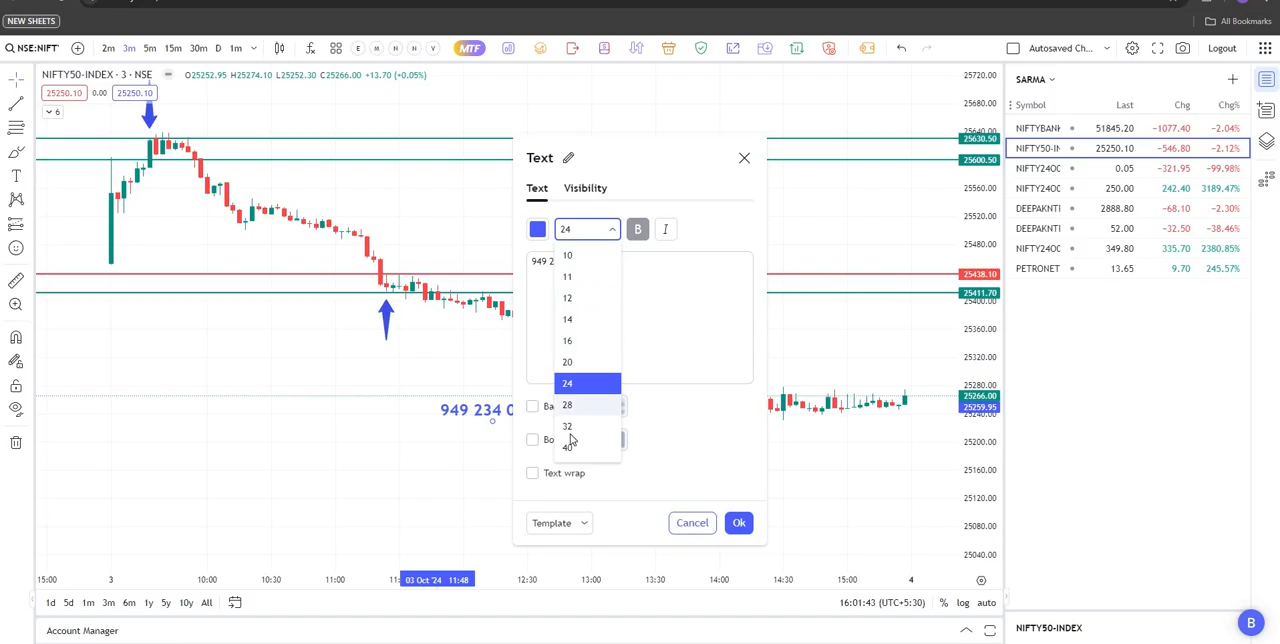 NEW SHEETS
All Bookmarks
NSE:NIFT
2m 3m 5m 15m 30m D 1m
E M N N V
MTF
Autosaved Ch...
Logout
NIFTY50-INDEX • 3 • NSE
O25252.95 H25274.10 L25252.30 C25266.00 +13.70 (+0.05%)
25250.10 0.00 25250.10
6
25720.00
25680.00
25640.00
25630.50
25600.50
25560.00
25520.00
25480.00
25438.10
25411.70
25400.00
25360.00
25320.00
25280.00
25266.00
25259.95
25200.00
25160.00
25120.00
25080.00
25040.00
SARMA
Symbol Last Chg Chg%
NIFTYBANK 51845.20 −1077.40 −2.04%
NIFTY50-IN 25250.10 −546.80 −2.12%
NIFTY24OC 0.05 −321.95 −99.98%
NIFTY24OC 250.00 242.40 3189.47%
DEEPAKNTI 2888.80 −68.10 −2.30%
DEEPAKNTI 52.00 −32.50 −38.46%
NIFTY24OC 349.80 335.70 2380.85%
PETRONET 13.65 9.70 245.57%
Text
Text Visibility
24 B I
949 2
10
11
12
14
16
20
24
28
32
40
949 234 0
Ba
Bo
Text wrap
Template Cancel Ok
15:00 3 10:00 10:30 11:00 11: 03 Oct '24 11:48 12:30 13:00 13:30 14:00 14:30 15:00 4
1d 5d 1m 3m 6m 1y 5y 10y All
16:01:43 (UTC+5:30) % log auto
Account Manager
NIFTY50-INDEX
B